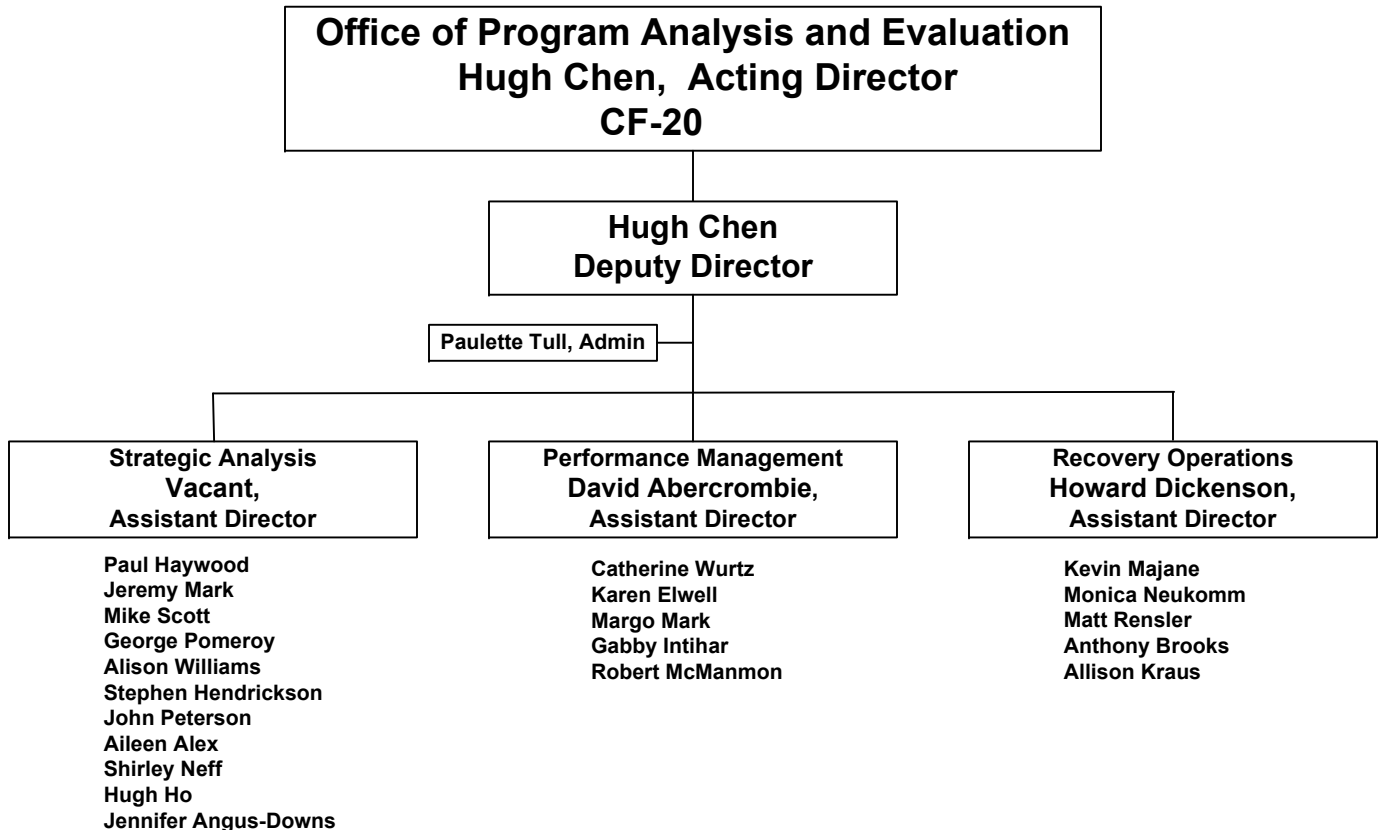 Office of Program Analysis and Evaluation
Hugh Chen, Acting Director
CF-20
Hugh Chen
Deputy Director
Paulette Tull, Admin
Strategic Analysis
Vacant,
Assistant Director
Paul Haywood
Jeremy Mark
Mike Scott
George Pomeroy
Alison Williams
Stephen Hendrickson
John Peterson
Aileen Alex
Shirley Neff
Hugh Ho
Jennifer Angus-Downs
Performance Management
David Abercrombie,
Assistant Director
Catherine Wurtz
Karen Elwell
Margo Mark
Gabby Intihar
Robert McManmon
Recovery Operations
Howard Dickenson,
Assistant Director
Kevin Majane
Monica Neukomm
Matt Rensler
Anthony Brooks
Allison Kraus